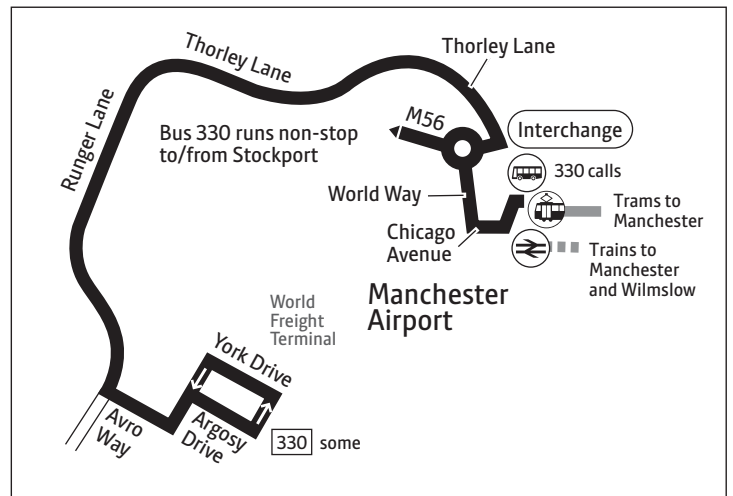 Thorley Lane
Thorley Lane
Runger Lane
M56
Interchange
Bus 330 runs non-stop
to/from Stockport
330 calls
World Way
Trams to
Manchester
Chicago
Avenue
Trains to
Manchester
and Wilmslow
Manchester
Airport
World
Freight
Terminal
York Drive
Avro
Way
Argosy
Drive
330 some